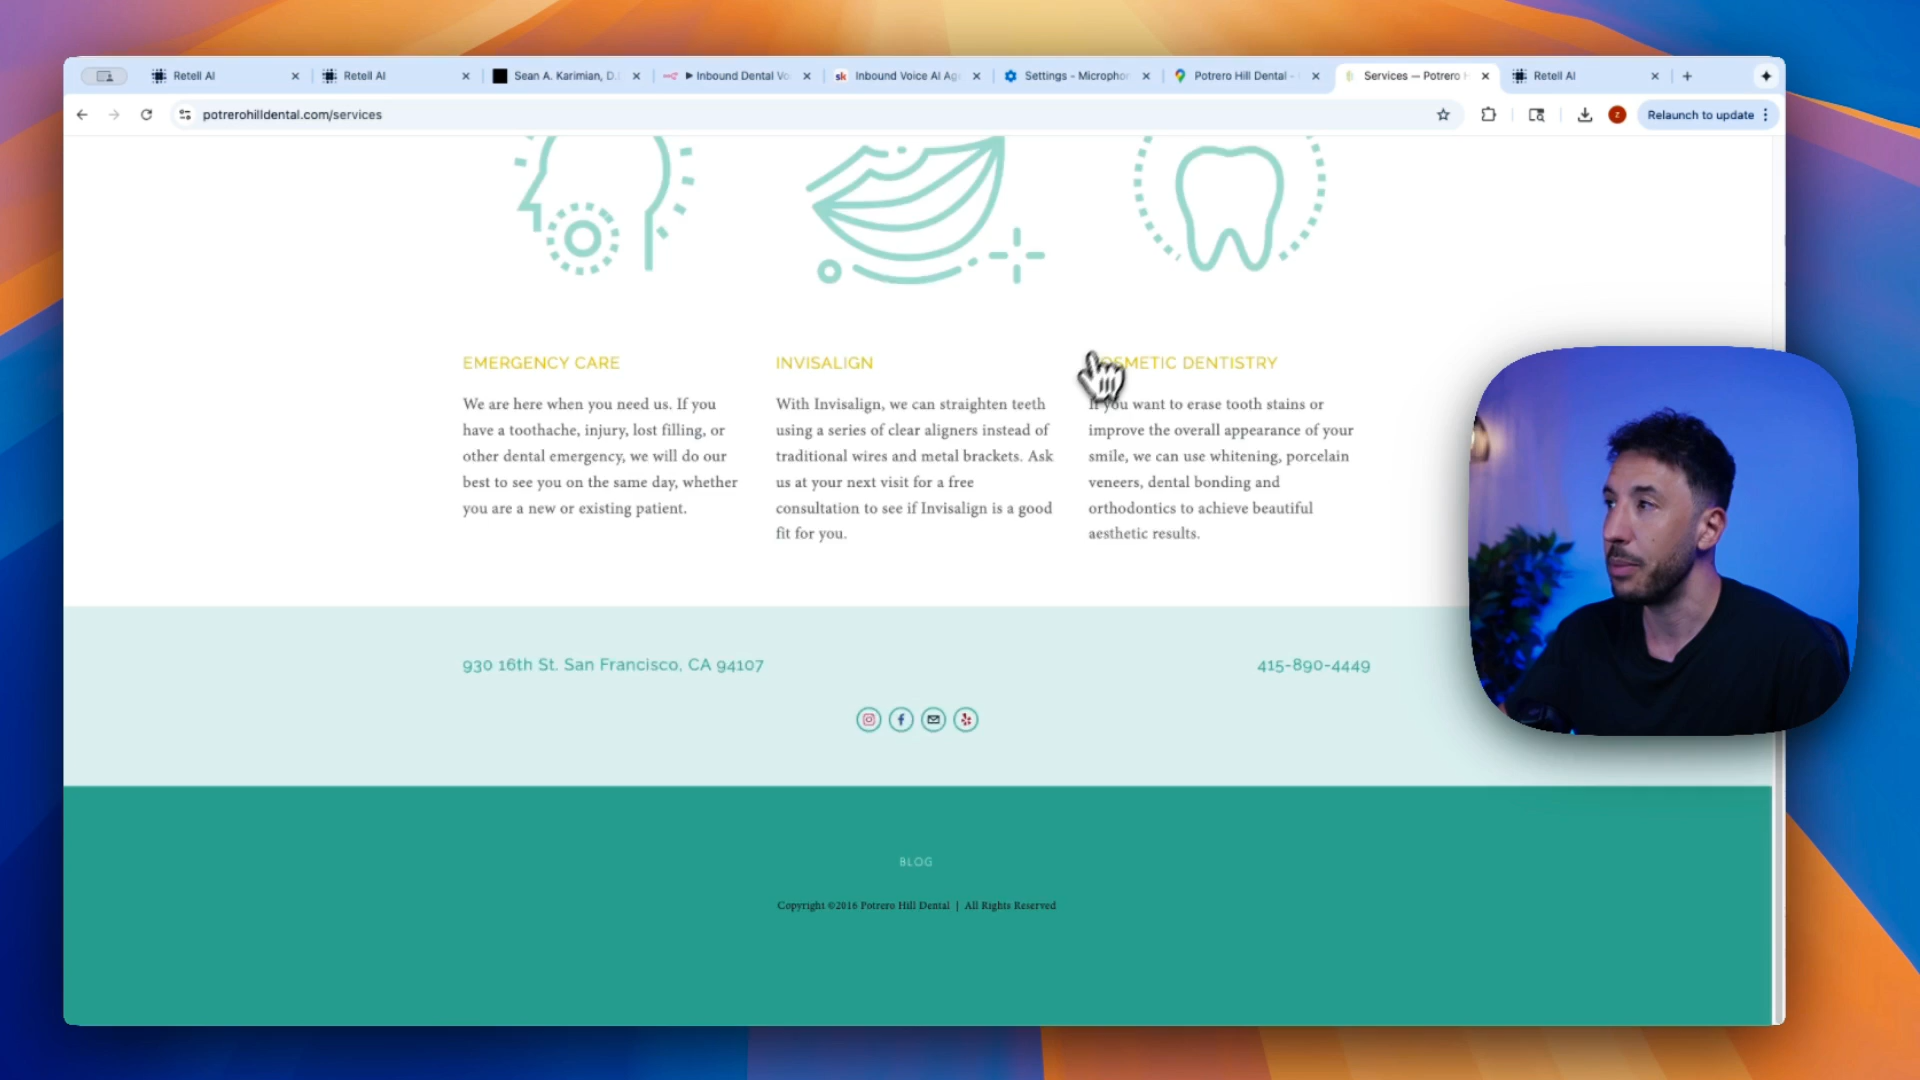 Retell AI
Retell AI
Sean A. Karimian, D.
Inbound Dental Vo
sk Inbound Voice AI Ag
Settings - Microphon
Potrero Hill Dental -
Services — Potrero H
Retell AI
potrerohilldental.com/services
z
Relaunch to update
EMERGENCY CARE
We are here when you need us. If you
have a toothache, injury, lost filling, or
other dental emergency, we will do our
best to see you on the same day, whether
you are a new or existing patient.
INVISALIGN
With Invisalign, we can straighten teeth
using a series of clear aligners instead of
traditional wires and metal brackets. Ask
us at your next visit for a free
consultation to see if Invisalign is a good
fit for you.
OSMETIC DENTISTRY
If you want to erase tooth stains or
improve the overall appearance of your
smile, we can use whitening, porcelain
veneers, dental bonding and
orthodontics to achieve beautiful
aesthetic results.
930 16th St. San Francisco, CA 94107
415-890-4449
BLOG
Copyright ©2016 Potrero Hill Dental | All Rights Reserved